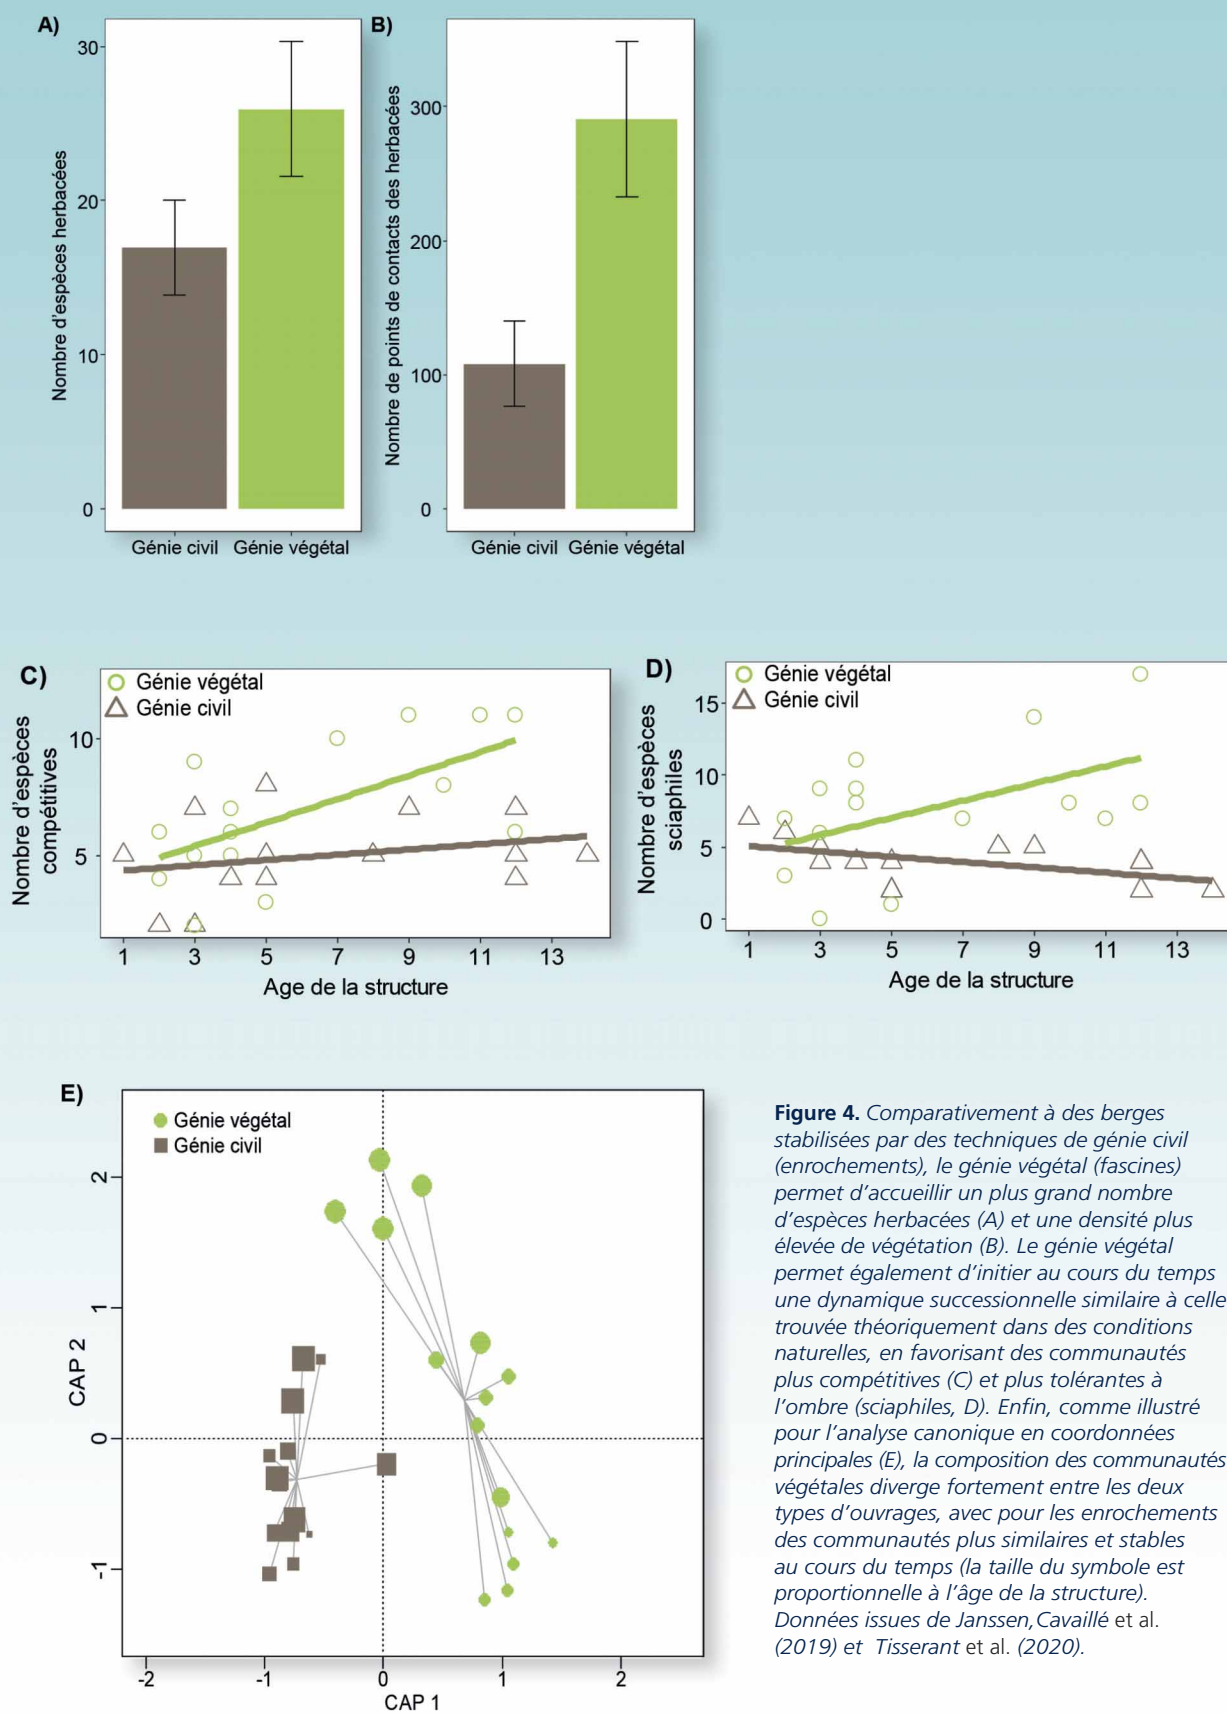 A)
Nombre d'espèces herbacées
30
20
10
0
Génie civil Génie végétal
B)
Nombre de points de contacts des herbacées
300
200
100
0
Génie civil Génie végétal
C)
Génie végétal
Génie civil
Nombre d'espèces
compétitives
10
5
1 3 5 7 9 11 13
Age de la structure
D)
Génie végétal
Génie civil
Nombre d'espèces
sciaphiles
15
10
5
0
1 3 5 7 9 11 13
Age de la structure
E)
Génie végétal
Génie civil
CAP 2
2
1
0
-1
-2 -1 0 1 2
CAP 1
Figure 4. Comparativement à des berges
stabilisées par des techniques de génie civil
(enrochements), le génie végétal (fascines)
permet d'accueillir un plus grand nombre
d'espèces herbacées (A) et une densité plus
élevée de végétation (B). Le génie végétal
permet également d'initier au cours du temps
une dynamique successionnelle similaire à celle
trouvée théoriquement dans des conditions
naturelles, en favorisant des communautés
plus compétitives (C) et plus tolérantes à
l'ombre (sciaphiles, D). Enfin, comme illustré
pour l'analyse canonique en coordonnées
principales (E), la composition des communautés
végétales diverge fortement entre les deux
types d'ouvrages, avec pour les enrochements
des communautés plus similaires et stables
au cours du temps (la taille du symbole est
proportionnelle à l'âge de la structure).
Données issues de Janssen, Cavaillé et al.
(2019) et Tisserant et al. (2020).